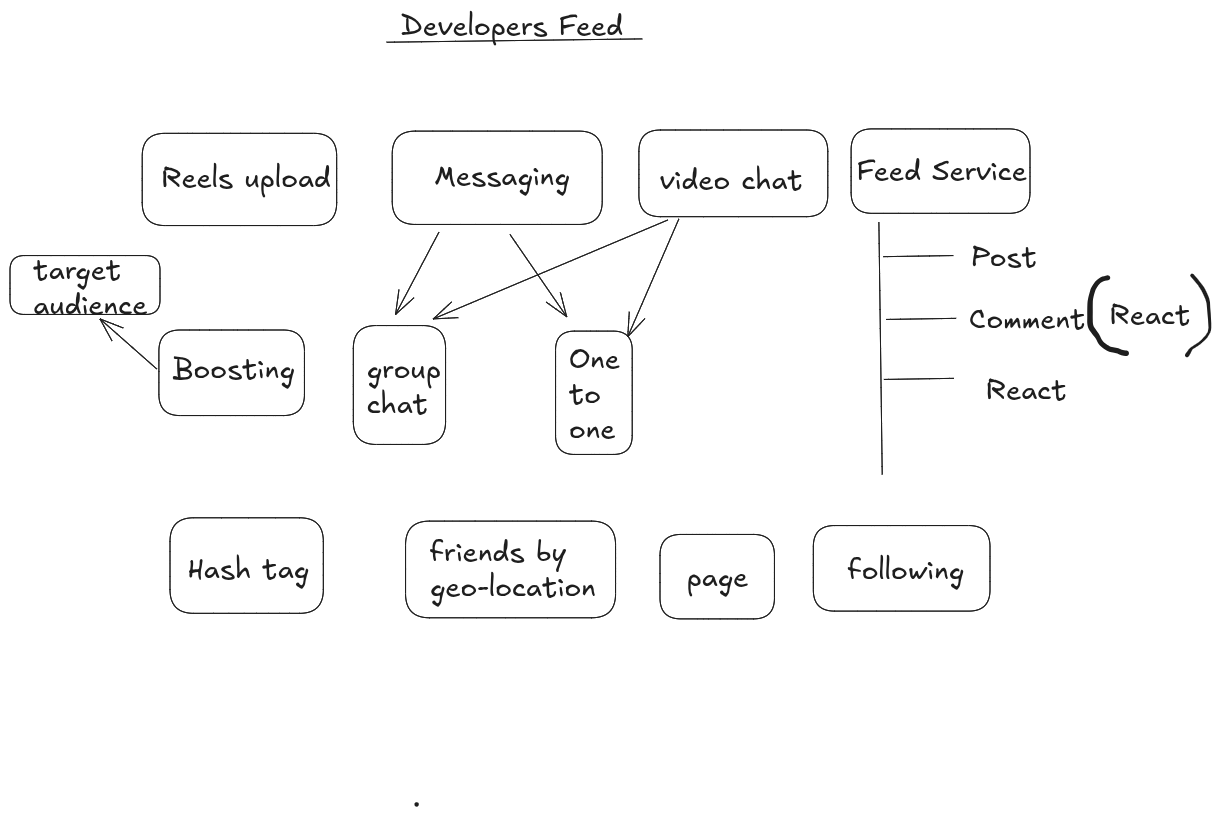 Developers Feed
Reels upload
Messaging
video chat
Feed Service
target
audience
Boosting
group
chat
One
to
one
Post
Comment (React)
React
Hash tag
friends by
geo-location
page
following